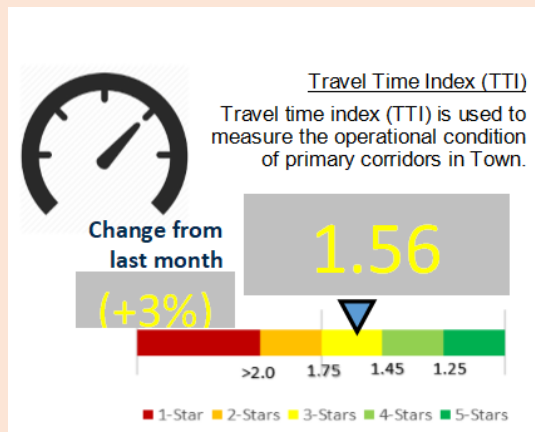 Travel Time Index (TTI)
Travel time index (TTI) is used to
measure the operational condition
of primary corridors in Town.
Change from
last month
1.56
(+3%)
>2.0 1.75 1.45 1.25
1-Star 2-Stars 3-Stars 4-Stars 5-Stars